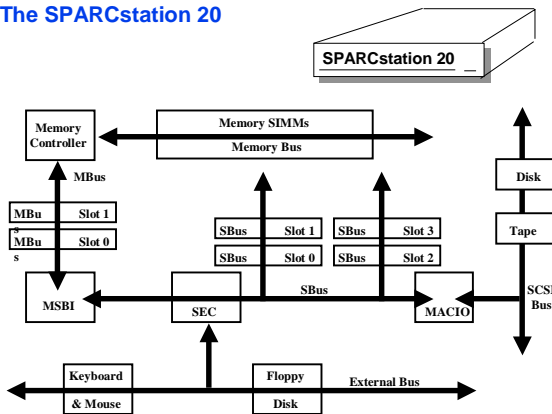 The SPARCstation 20
SPARCstation 20
Memory
Controller
Memory SIMMs
Memory Bus
MBus
Disk
MBu
s
Slot 1
MBu
s
Slot 0
SBus Slot 1
SBus Slot 3
Tape
SBus Slot 0
SBus Slot 2
MSBI
SEC
SBus
MACIO
SCSI
Bus
Keyboard
& Mouse
Floppy
Disk
External Bus